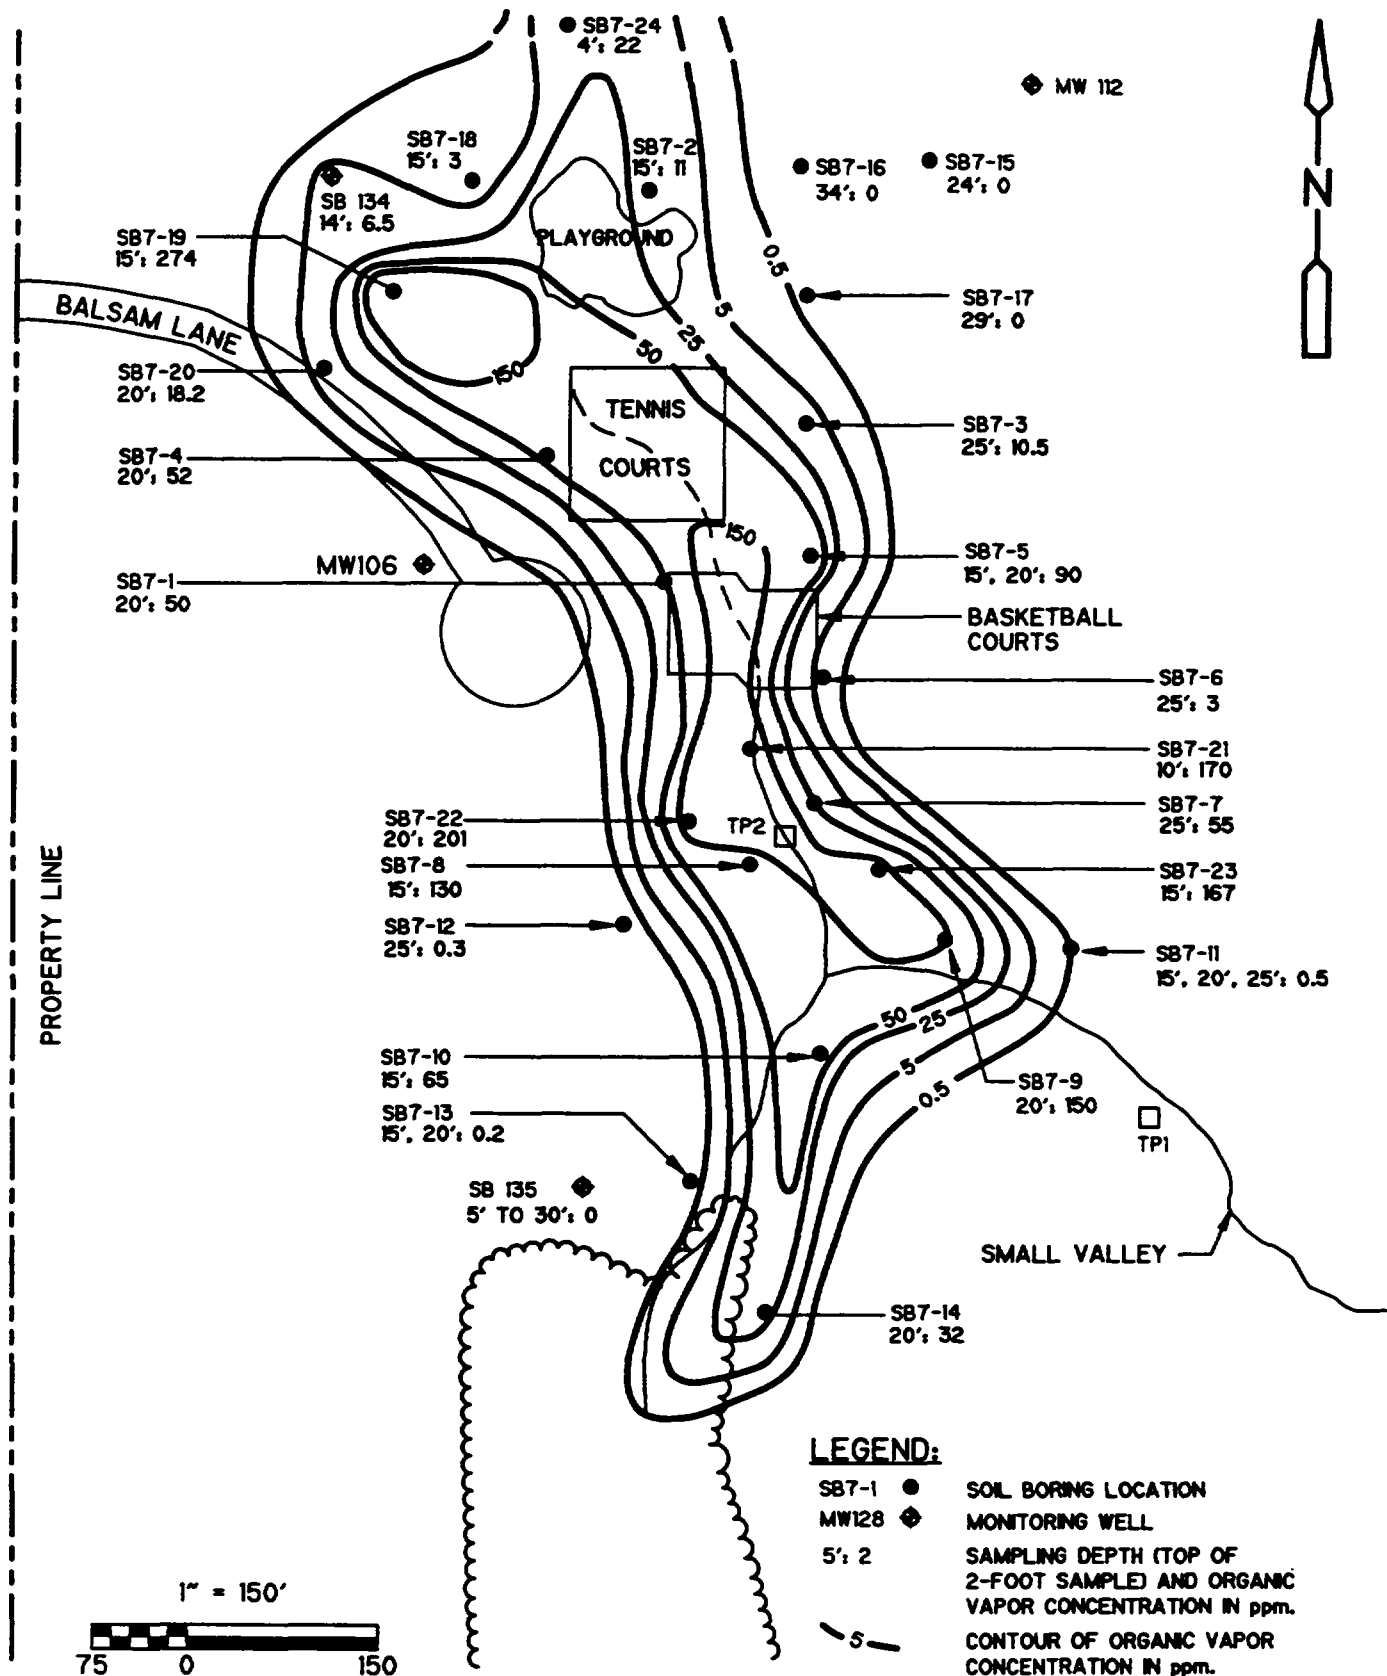 SB7-24
4': 22
MW 112
SB7-18
15': 3
SB7-2
15': 11
SB7-16
34': 0
SB7-15
24': 0
N
SB 134
14': 6.5
SB7-19
15': 274
PLAYGROUND
0.5
SB7-17
29': 0
BALSAM LANE
5
25
50
150
SB7-20
20': 18.2
TENNIS
COURTS
SB7-3
25': 10.5
SB7-4
20': 52
150
MW106
SB7-5
15', 20': 90
SB7-1
20': 50
BASKETBALL
COURTS
SB7-6
25': 3
SB7-21
10': 170
SB7-7
25': 55
SB7-22
20': 201
TP2
SB7-8
15': 130
SB7-23
15': 167
PROPERTY LINE
SB7-12
25': 0.3
SB7-11
15', 20', 25': 0.5
50
25
5
0.5
SB7-10
15': 65
SB7-9
20': 150
SB7-13
15', 20': 0.2
TP1
SB 135
5' TO 30': 0
SMALL VALLEY
SB7-14
20': 32
LEGEND:
SB7-1 SOIL BORING LOCATION
MW128 MONITORING WELL
5': 2 SAMPLING DEPTH (TOP OF
2-FOOT SAMPLE) AND ORGANIC
VAPOR CONCENTRATION IN ppm.
5 CONTOUR OF ORGANIC VAPOR
CONCENTRATION IN ppm.
1" = 150'
75 0 150